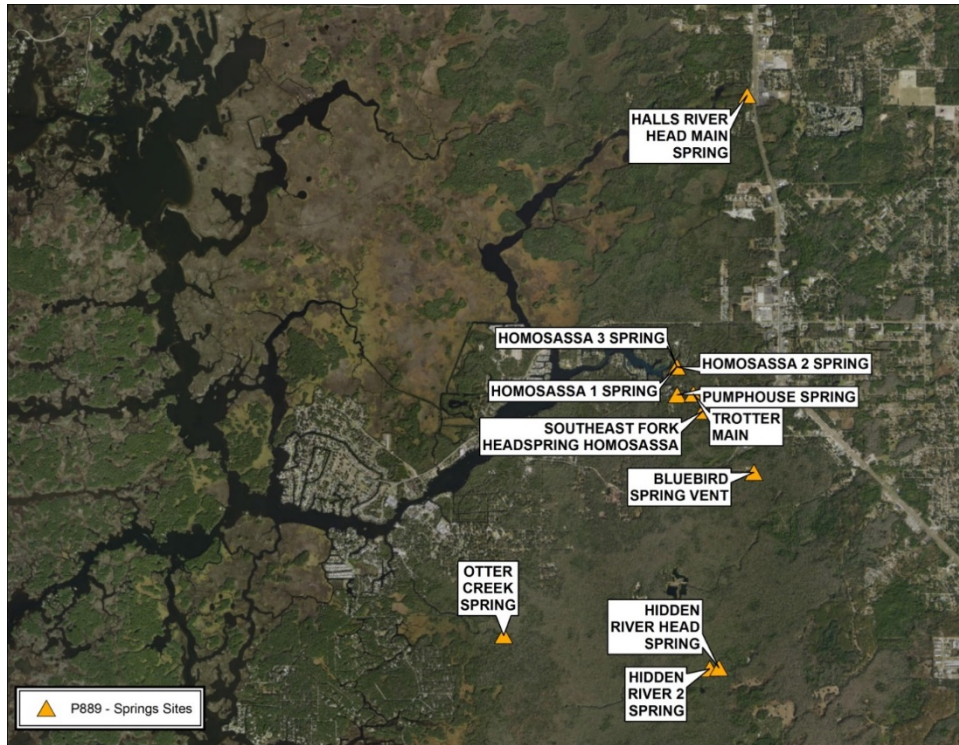 HALLS RIVER
HEAD MAIN
SPRING
HOMOSASSA 3 SPRING
HOMOSASSA 2 SPRING
HOMOSASSA 1 SPRING
PUMPHOUSE SPRING
SOUTHEAST FORK
HEADSPRING HOMOSASSA
TROTTER
MAIN
BLUEBIRD
SPRING VENT
OTTER
CREEK
SPRING
HIDDEN
RIVER HEAD
SPRING
HIDDEN
RIVER 2
SPRING
P889 - Springs Sites